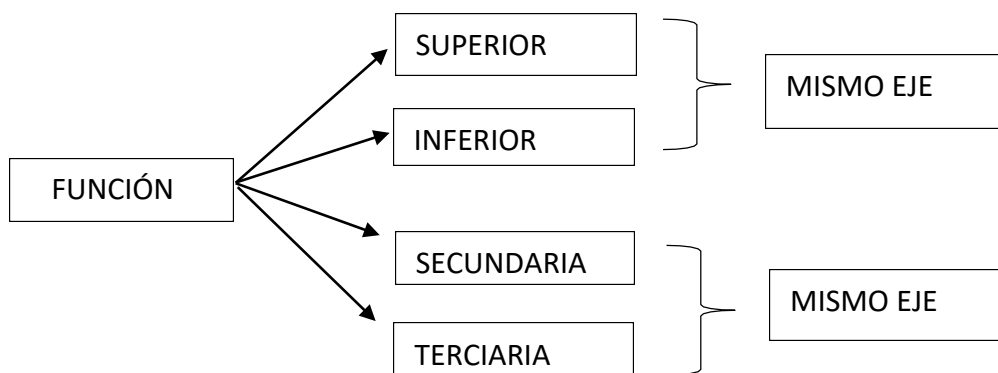 SUPERIOR
MISMO EJE
INFERIOR
FUNCIÓN
SECUNDARIA
MISMO EJE
TERCIARIA